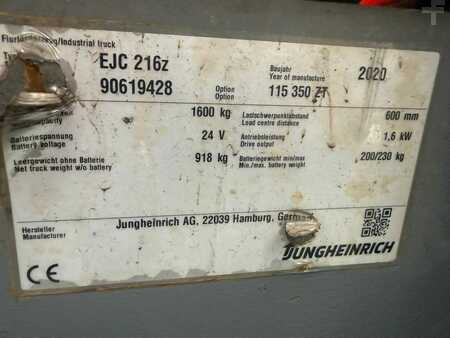 Flurförderzeug/Industrial truck
EJC 216z
Baujahr
Year of manufacture
2020
90619428
Option
Option
115 350 ZT
1600 kg
Lastschwerpunktabstand
Load centre distance
600 mm
Batteriespannung
Battery voltage
24 V
Antriebsleistung
Drive output
1,6 kW
Leergewicht ohne Batterie
Net truck weight w/o battery
918 kg
Batteriegewicht min/max
Min./max. battery weight
200/230 kg
Hersteller
Manufacturer
Jungheinrich AG, 22039 Hamburg,
JUNGHEINRICH
CE